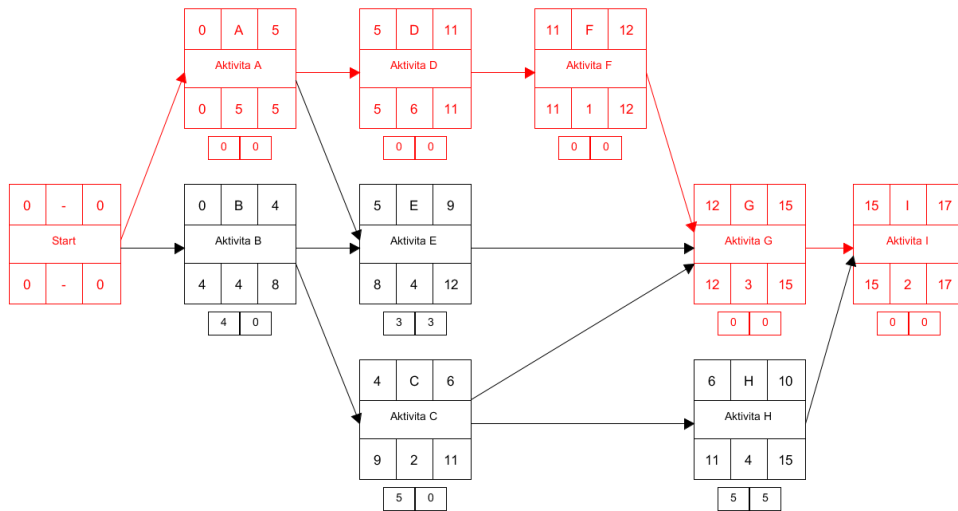 0 A 5
Aktivita A
0 5 5
0 0
5 D 11
Aktivita D
5 6 11
0 0
11 F 12
Aktivita F
11 1 12
0 0
0 - 0
Start
0 - 0
0 B 4
Aktivita B
4 4 8
4 0
5 E 9
Aktivita E
8 4 12
3 3
12 G 15
Aktivita G
12 3 15
0 0
15 I 17
Aktivita I
15 2 17
0 0
4 C 6
Aktivita C
9 2 11
5 0
6 H 10
Aktivita H
11 4 15
5 5